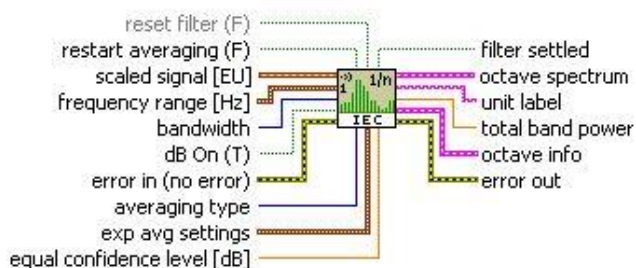 reset filter (F)
restart averaging (F)
scaled signal [EU]
frequency range [Hz]
bandwidth
dB On (T)
error in (no error)
averaging type
exp avg settings
equal confidence level [dB]
1/n
1
IEC
filter settled
octave spectrum
unit label
total band power
octave info
error out